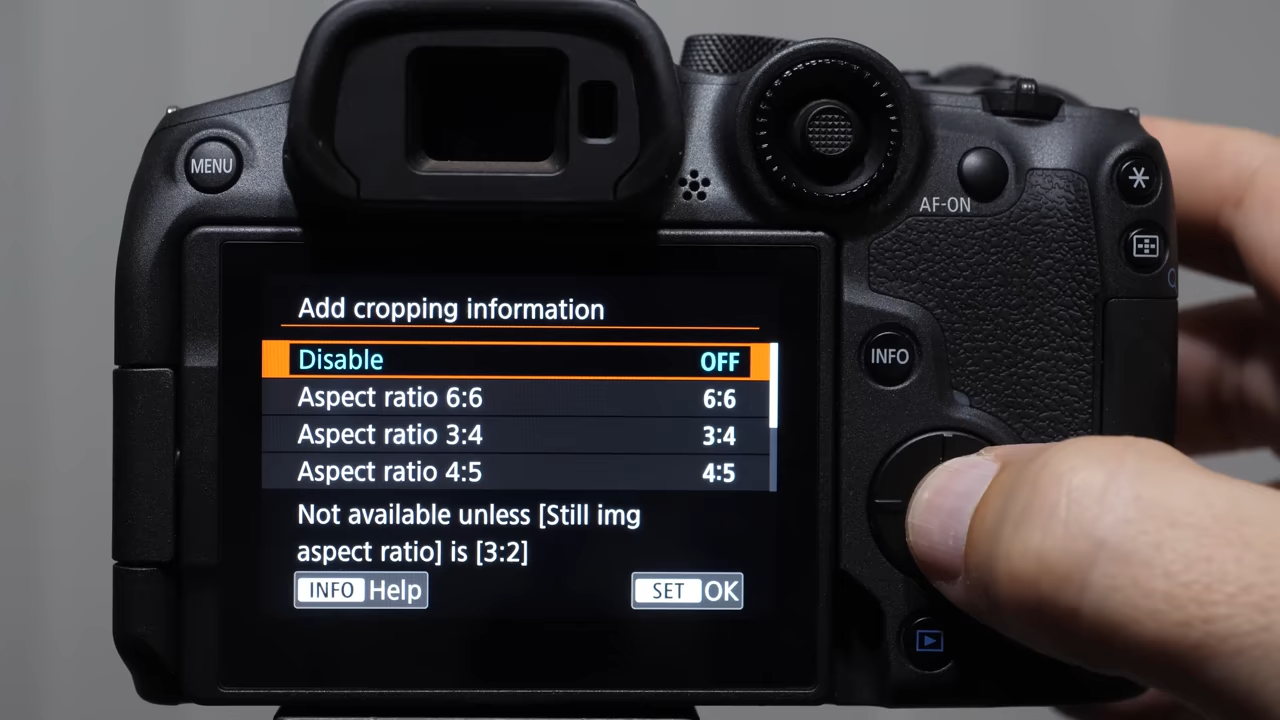 MENU
AF-ON
Add cropping information
Disable OFF
Aspect ratio 6:6 6:6
Aspect ratio 3:4 3:4
Aspect ratio 4:5 4:5
Not available unless [Still img
aspect ratio] is [3:2]
INFO Help SET OK
INFO